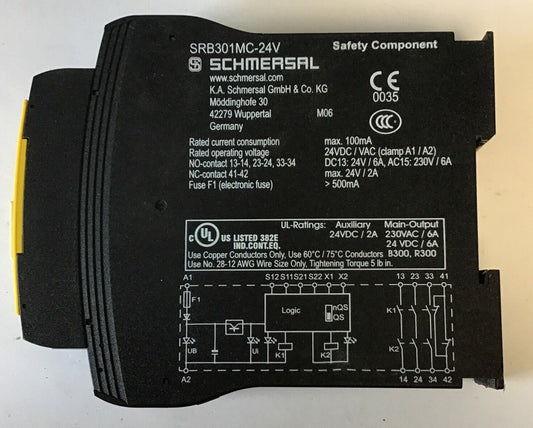 SRB301MC-24V Safety Component
S SCHMERSAL
www.schmersal.com
K.A. Schmersal GmbH & Co. KG
Möddinghofe 30
42279 Wuppertal M06
Germany
CE
0035
CCC
Rated current consumption max. 100mA
Rated operating voltage 24VDC / VAC (clamp A1 / A2)
NO-contact 13-14, 23-24, 33-34 DC13: 24V / 6A, AC15: 230V / 6A
NC-contact 41-42 max. 24V / 2A
Fuse F1 (electronic fuse) > 500mA
UL-Ratings: Auxiliary Main-Output
24VDC / 2A 230VAC / 6A
24 VDC / 6A
B300, R300
c UL US LISTED 382E
IND.CONT.EQ.
Use Copper Conductors Only, Use 60°C / 75°C Conductors
Use No. 28-12 AWG Wire Size Only, Tightening Torque 5 lb in.
A1 S12 S11 S21 S22 X1 X2 13 23 33 41
F1
Logic
nQS
QS
K1
UB
Ui
K1 K2
K2
A2 14 24 34 42